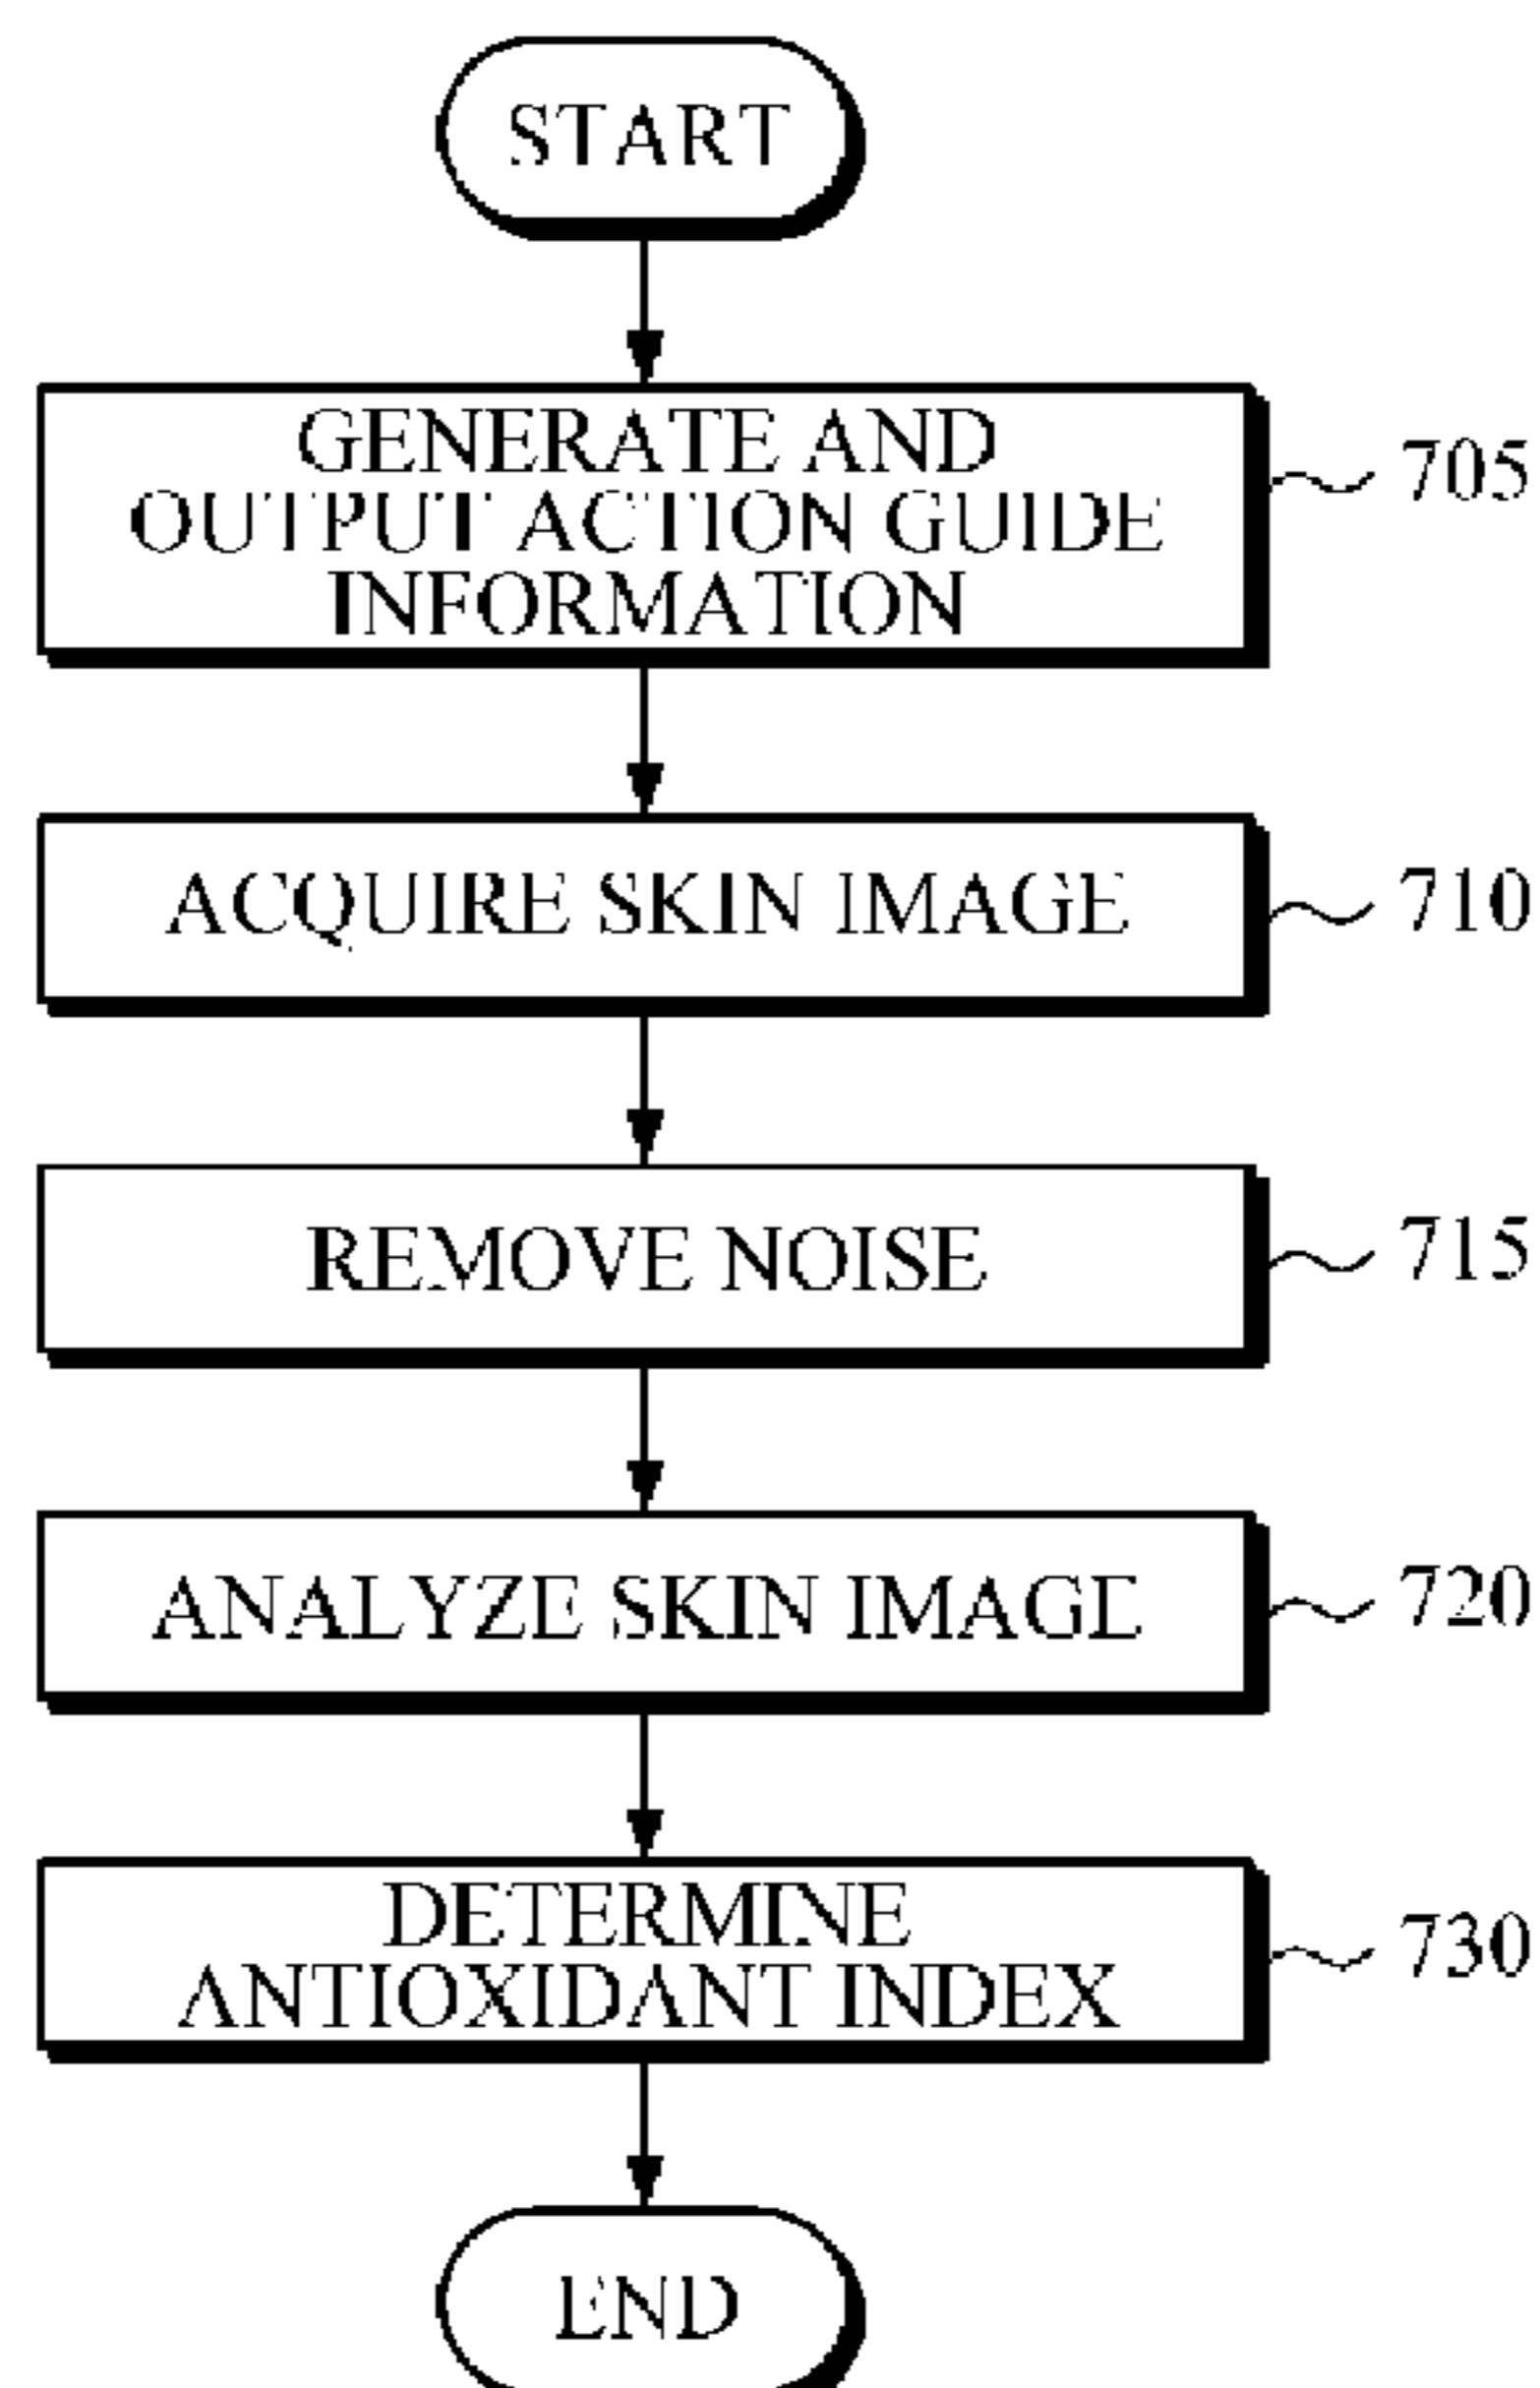 START
GENERATE AND
OUTPUT ACTION GUIDE
INFORMATION
705
ACQUIRE SKIN IMAGE
710
REMOVE NOISE
715
ANALYZE SKIN IMAGE
720
DETERMINE
ANTIOXIDANT INDEX
730
END